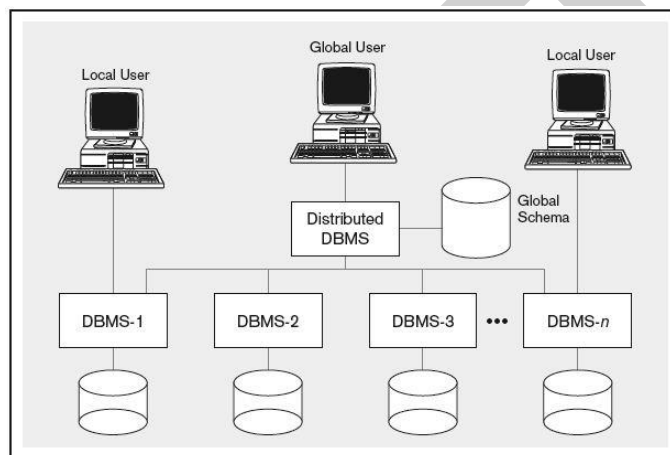 Global User
Local User
Local User
Global
Schema
Distributed
DBMS
DBMS-1
DBMS-2
DBMS-3
•••
DBMS-n